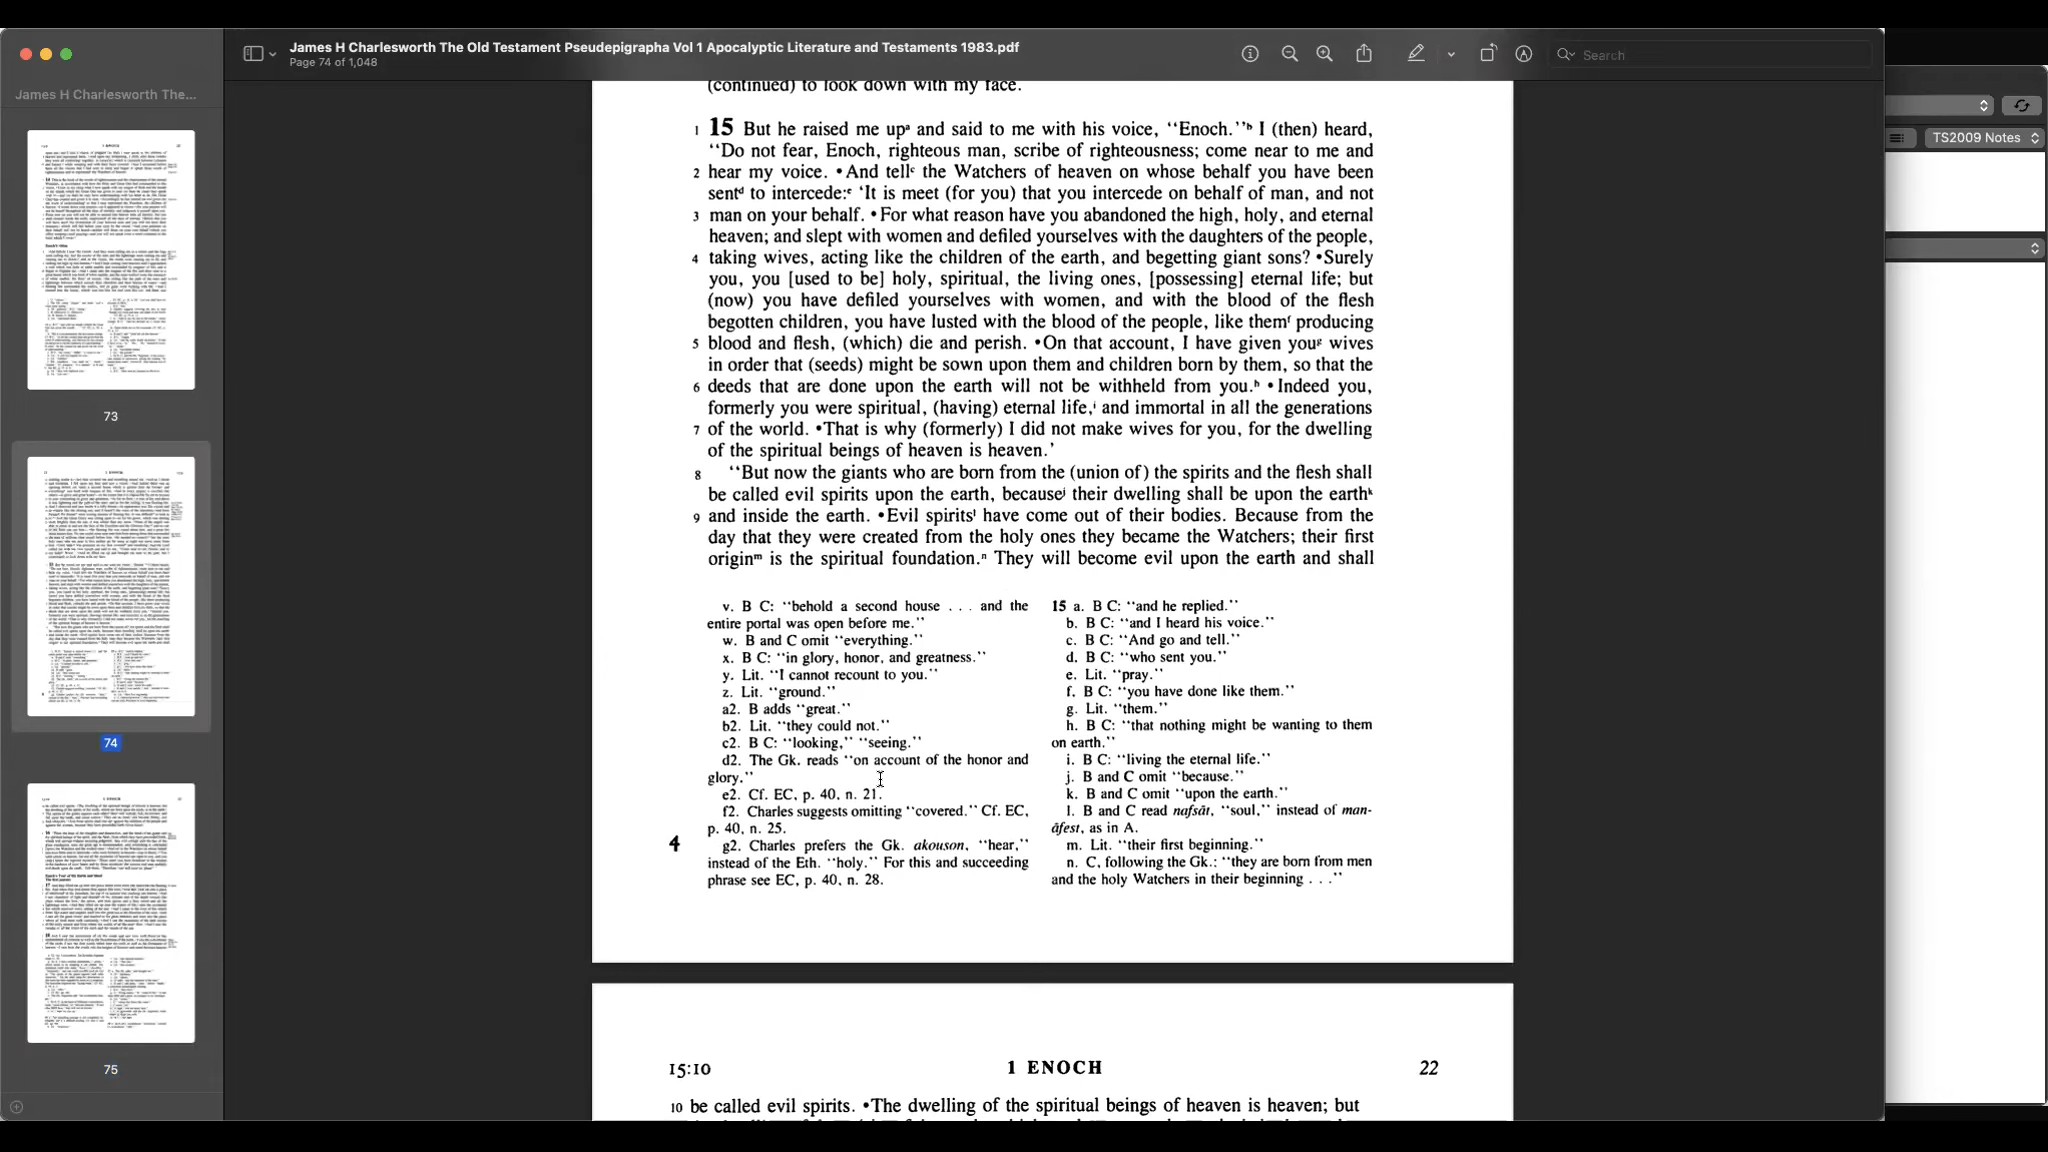 James H Charlesworth The Old Testament Pseudepigrapha Vol 1 Apocalyptic Literature and Testaments 1983.pdf
Page 74 of 1,048
Search
James H Charlesworth The...
TS2009 Notes
73
74
75
(continued) to look down with my face.
1 15 But he raised me upᵃ and said to me with his voice, “Enoch.”ᵇ I (then) heard,
“Do not fear, Enoch, righteous man, scribe of righteousness; come near to me and
2 hear my voice. •And tellᶜ the Watchers of heaven on whose behalf you have been
sentᵈ to intercede:ᵉ ‘It is meet (for you) that you intercede on behalf of man, and not
3 man on your behalf. •For what reason have you abandoned the high, holy, and eternal
heaven; and slept with women and defiled yourselves with the daughters of the people,
4 taking wives, acting like the children of the earth, and begetting giant sons? •Surely
you, you [used to be] holy, spiritual, the living ones, [possessing] eternal life; but
(now) you have defiled yourselves with women, and with the blood of the flesh
begotten children, you have lusted with the blood of the people, like themᶠ producing
5 blood and flesh, (which) die and perish. •On that account, I have given youᵍ wives
in order that (seeds) might be sown upon them and children born by them, so that the
6 deeds that are done upon the earth will not be withheld from you.ʰ •Indeed you,
formerly you were spiritual, (having) eternal life,ⁱ and immortal in all the generations
7 of the world. •That is why (formerly) I did not make wives for you, for the dwelling
of the spiritual beings of heaven is heaven.’
8 “But now the giants who are born from the (union of) the spirits and the flesh shall
be called evil spirits upon the earth, becauseʲ their dwelling shall be upon the earthᵏ
9 and inside the earth. •Evil spiritsˡ have come out of their bodies. Because from the
day that they were created from the holy ones they became the Watchers; their first
originᵐ is the spiritual foundation.ⁿ They will become evil upon the earth and shall
v. B C: “behold a second house . . . and the
entire portal was open before me.”
w. B and C omit “everything.”
x. B C: “in glory, honor, and greatness.”
y. Lit. “I cannot recount to you.”
z. Lit. “ground.”
a2. B adds “great.”
b2. Lit. “they could not.”
c2. B C: “looking,” “seeing.”
d2. The Gk. reads “on account of the honor and
glory.”
e2. Cf. EC, p. 40, n. 21.
f2. Charles suggests omitting “covered.” Cf. EC,
p. 40, n. 25.
g2. Charles prefers the Gk. akouson, “hear,”
instead of the Eth. “holy.” For this and succeeding
phrase see EC, p. 40, n. 28.
4
15 a. B C: “and he replied.”
b. B C: “and I heard his voice.”
c. B C: “And go and tell.”
d. B C: “who sent you.”
e. Lit. “pray.”
f. B C: “you have done like them.”
g. Lit. “them.”
h. B C: “that nothing might be wanting to them
on earth.”
i. B C: “living the eternal life.”
j. B and C omit “because.”
k. B and C omit “upon the earth.”
l. B and C read nafsāt, “soul,” instead of man-
āfest, as in A.
m. Lit. “their first beginning.”
n. C, following the Gk.: “they are born from men
and the holy Watchers in their beginning . . .”
15:10 1 ENOCH 22
10 be called evil spirits. •The dwelling of the spiritual beings of heaven is heaven; but